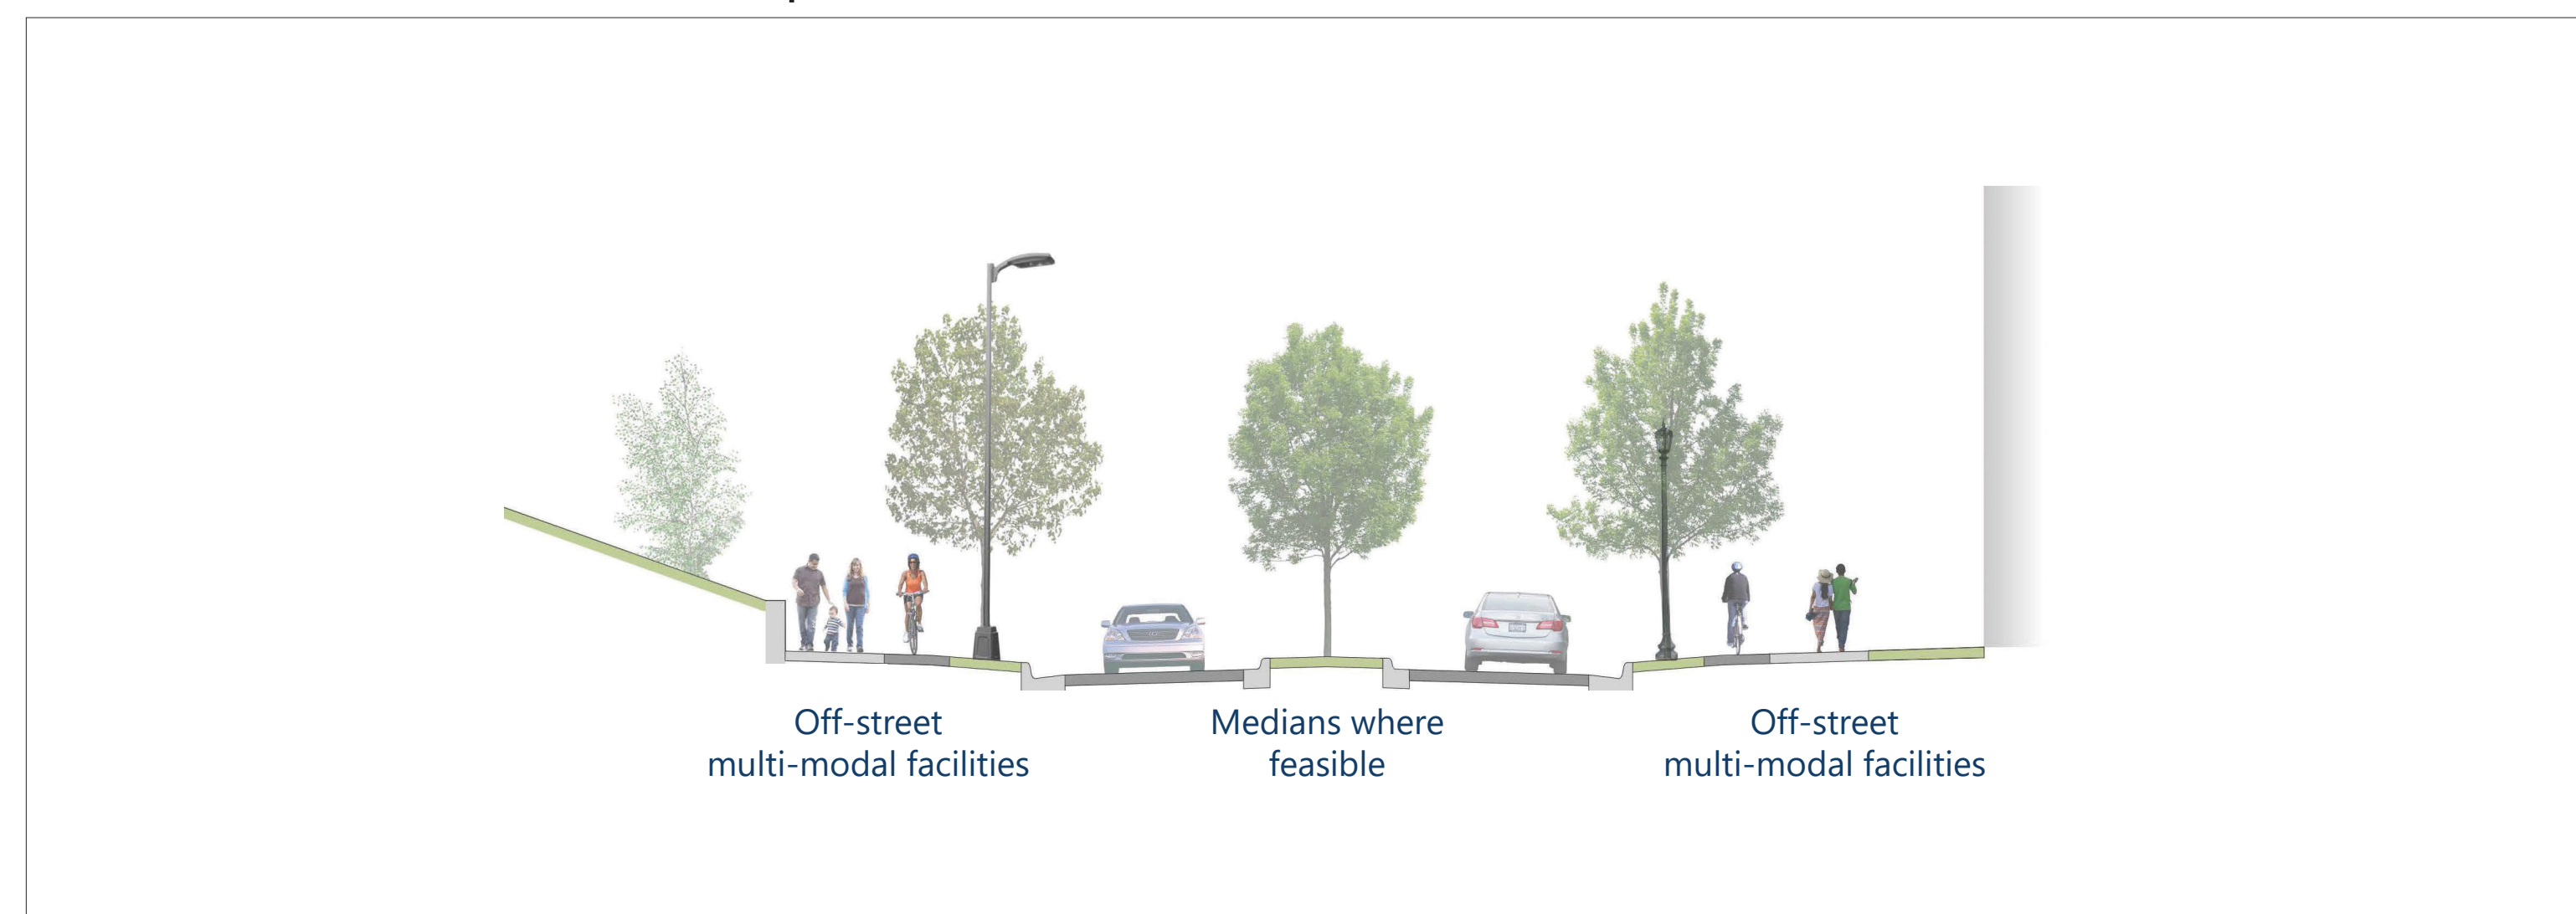 Off-street
multi-modal facilities
Medians where
feasible
Off-street
multi-modal facilities